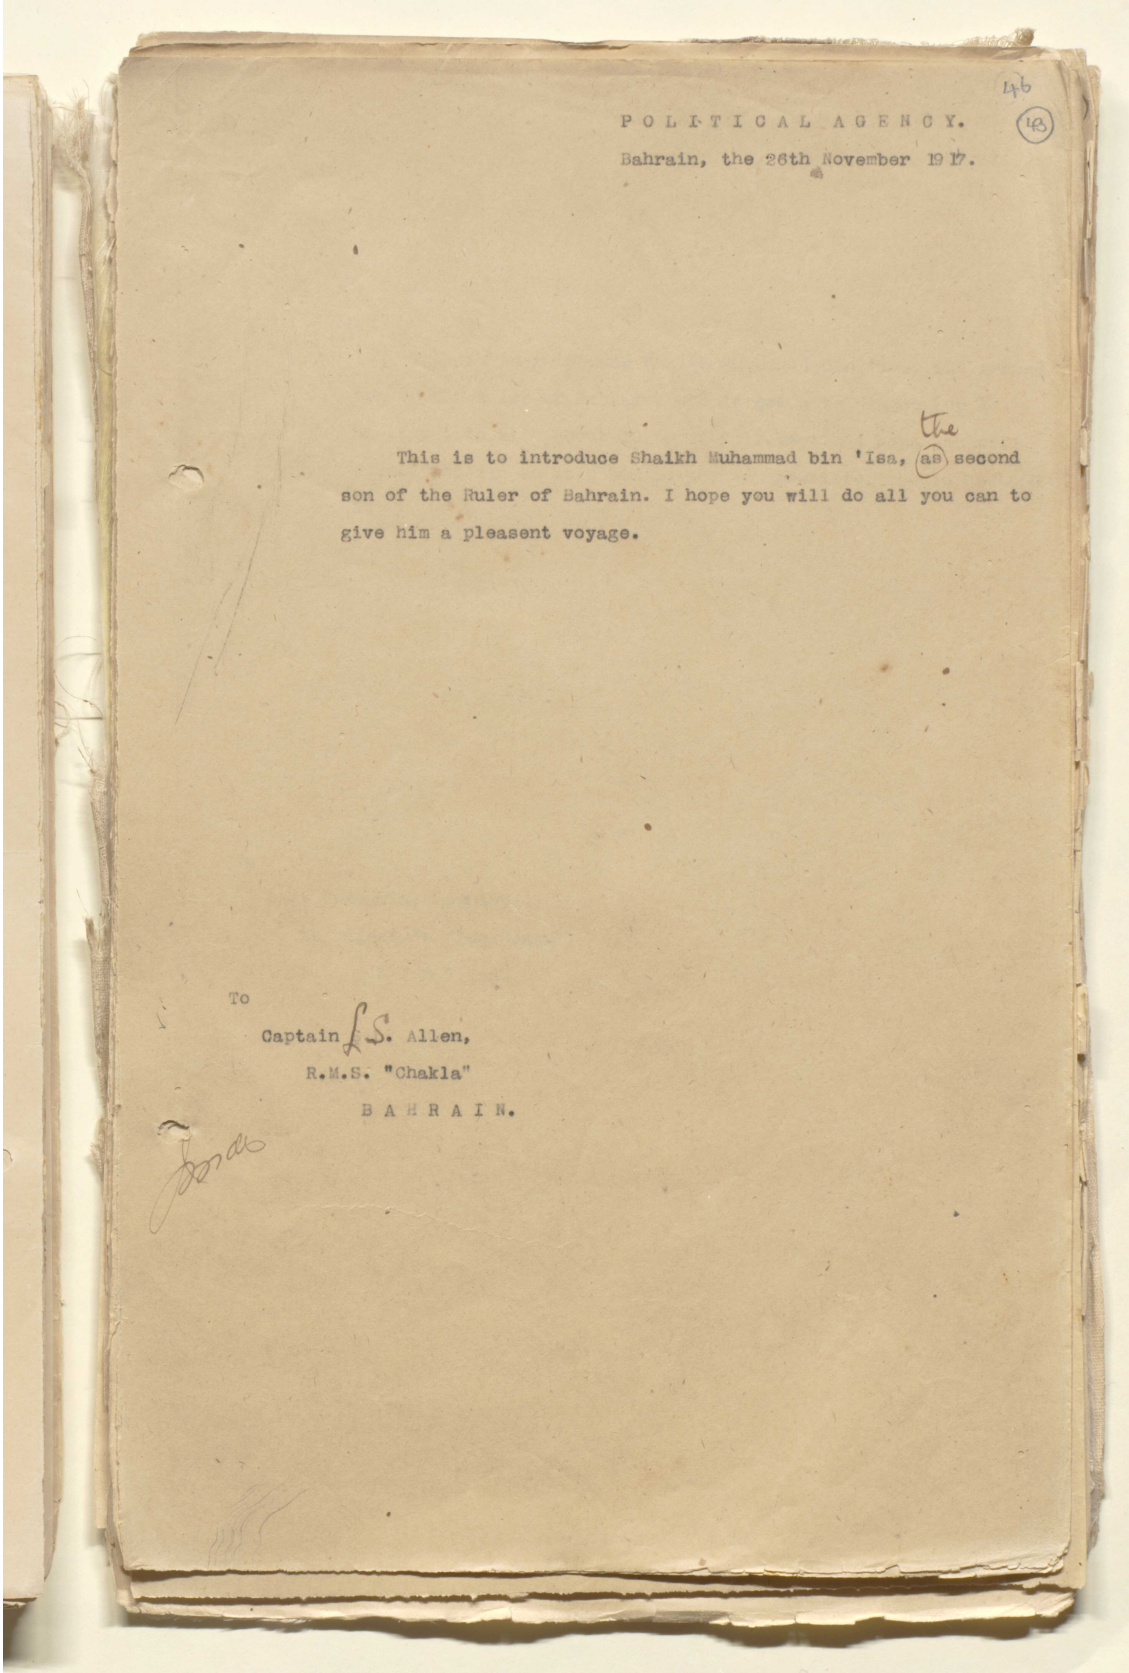 46
43
POLITICAL AGENCY.
Bahrain, the 26th November 1917.
the
This is to introduce Shaikh Muhammad bin 'Isa, as second
son of the Ruler of Bahrain. I hope you will do all you can to
give him a pleasent voyage.
To
Captain L S. Allen,
R.M.S. "Chakla"
BAHRAIN.